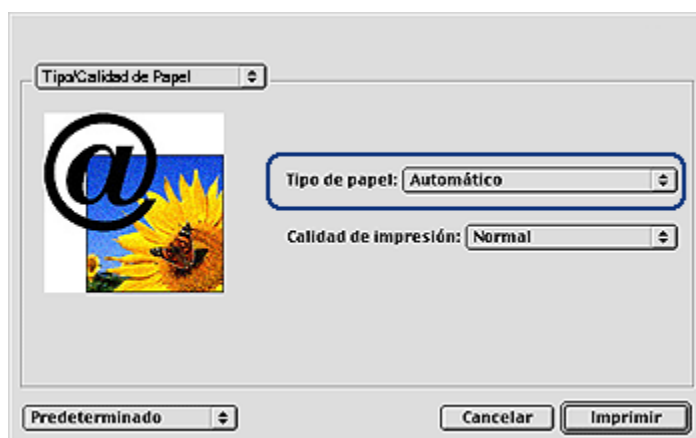 Tipo/Calidad de Papel
@
Tipo de papel: Automático
Calidad de impresión: Normal
Predeterminado
Cancelar
Imprimir